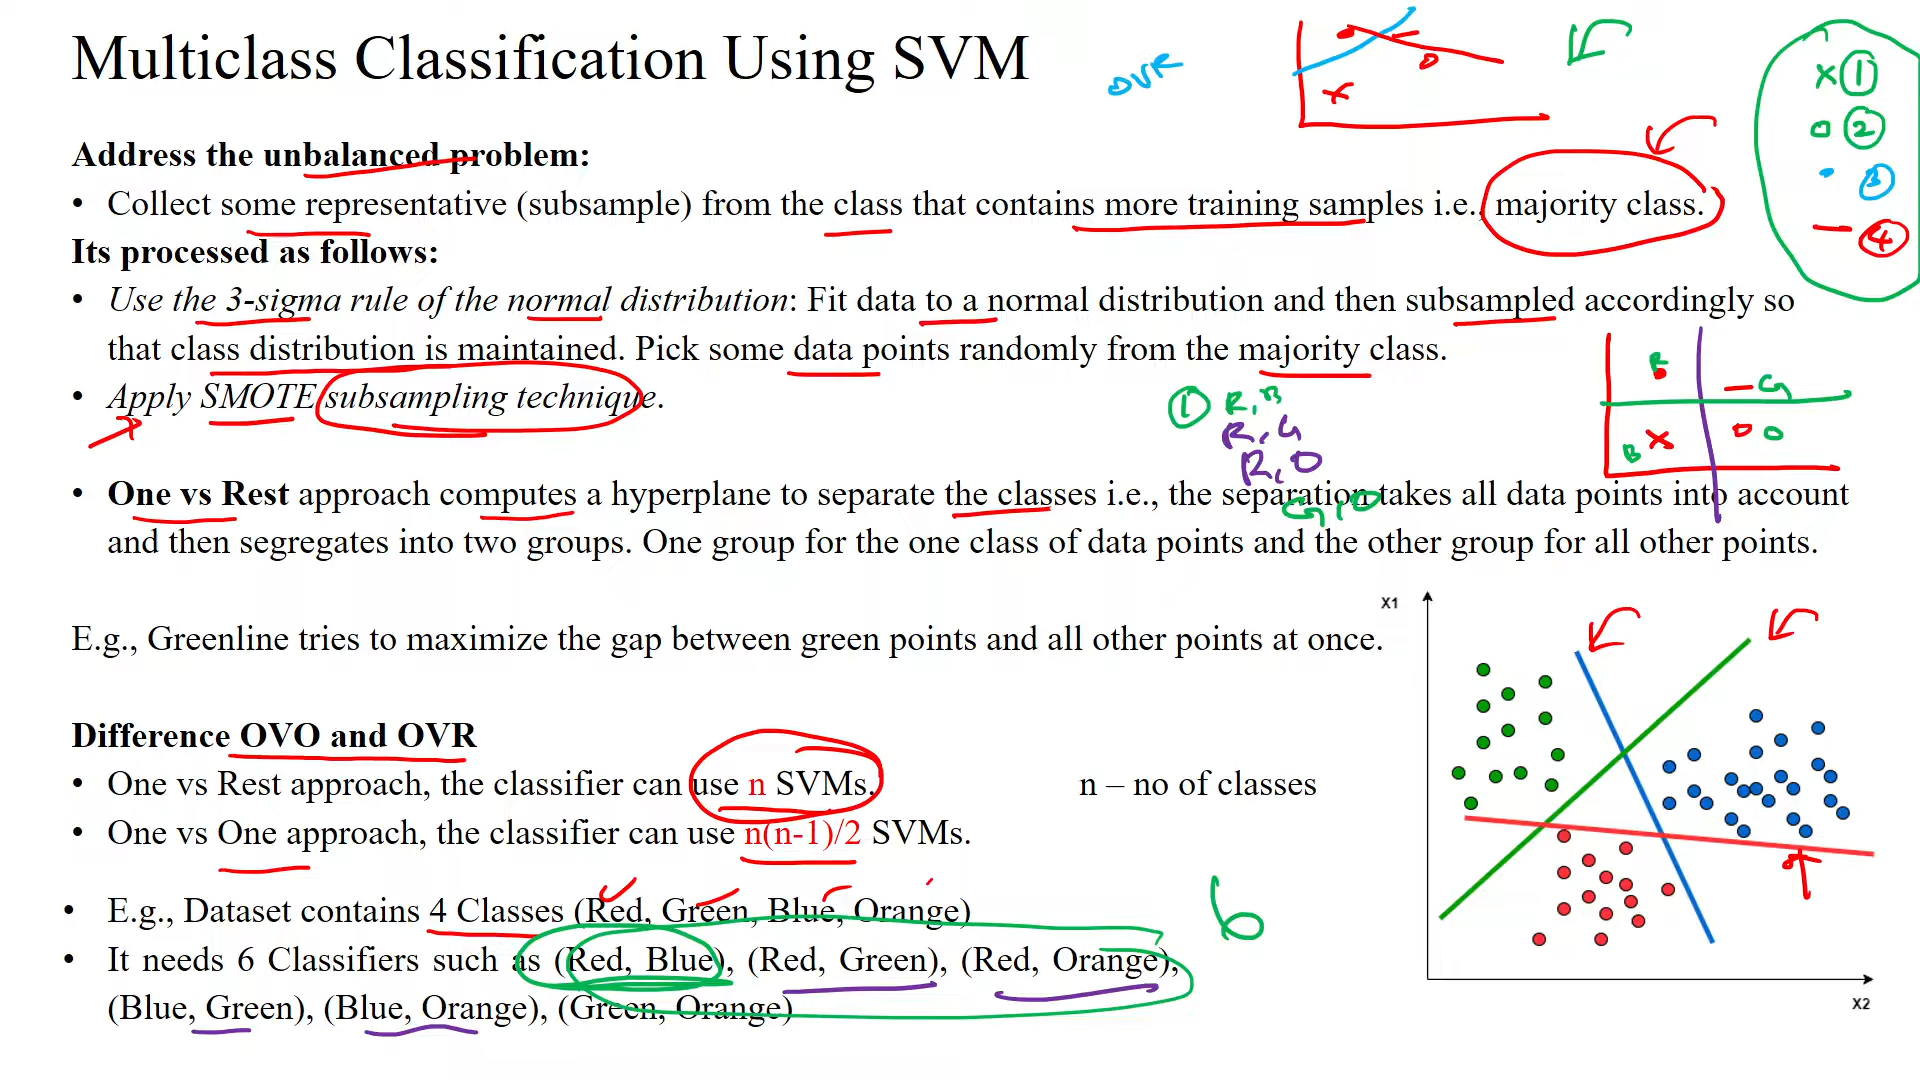 Multiclass Classification Using SVM
OVR
x 1
2
3
4
Address the unbalanced problem:
• Collect some representative (subsample) from the class that contains more training samples i.e., majority class.
Its processed as follows:
• Use the 3-sigma rule of the normal distribution: Fit data to a normal distribution and then subsampled accordingly so
that class distribution is maintained. Pick some data points randomly from the majority class.
• Apply SMOTE subsampling technique.
1 R, B
R, G
R, O
G, O
R
G
B x
O
• One vs Rest approach computes a hyperplane to separate the classes i.e., the separation takes all data points into account
and then segregates into two groups. One group for the one class of data points and the other group for all other points.
E.g., Greenline tries to maximize the gap between green points and all other points at once.
X1
X2
Difference OVO and OVR
• One vs Rest approach, the classifier can use n SVMs. n – no of classes
• One vs One approach, the classifier can use n(n-1)/2 SVMs.
• E.g., Dataset contains 4 Classes (Red, Green, Blue, Orange)
6
• It needs 6 Classifiers such as (Red, Blue), (Red, Green), (Red, Orange),
(Blue, Green), (Blue, Orange), (Green, Orange)